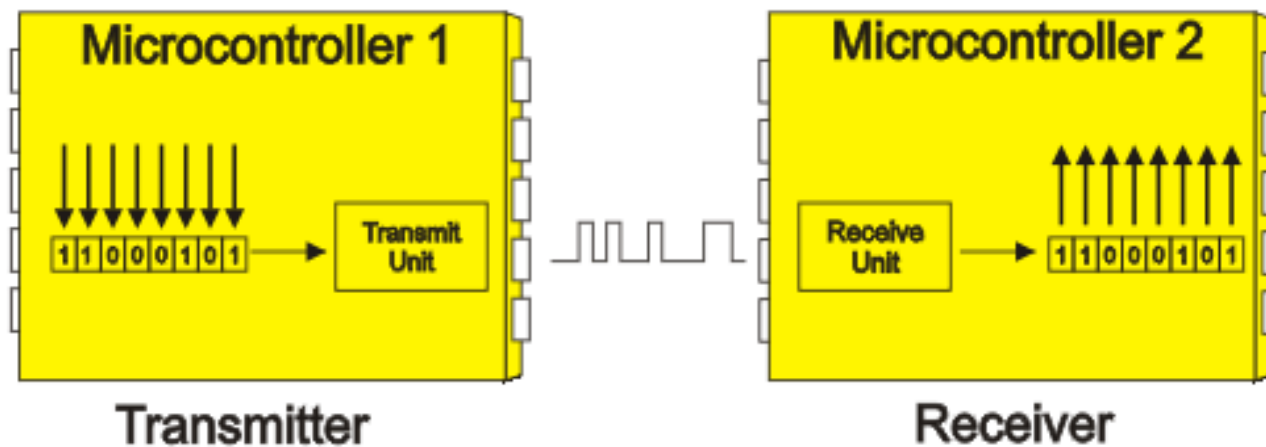 Microcontroller 1
Microcontroller 2
1 1 0 0 0 1 0 1
Transmit
Unit
Receive
Unit
1 1 0 0 0 1 0 1
Transmitter
Receiver